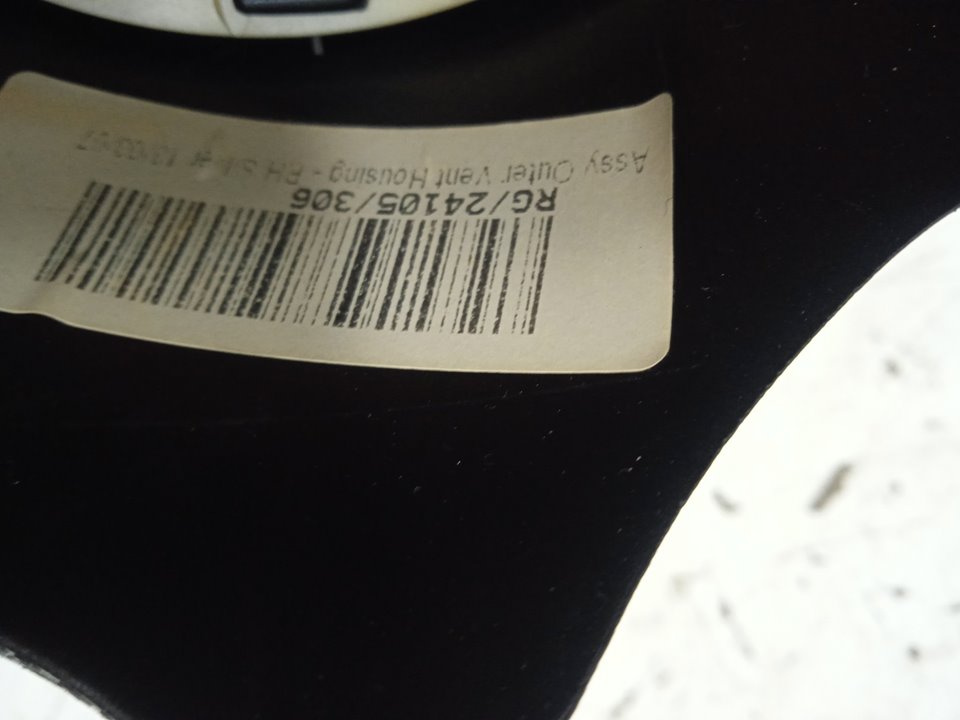 RG/24105/306
Assy Outer Vent Housing - RH